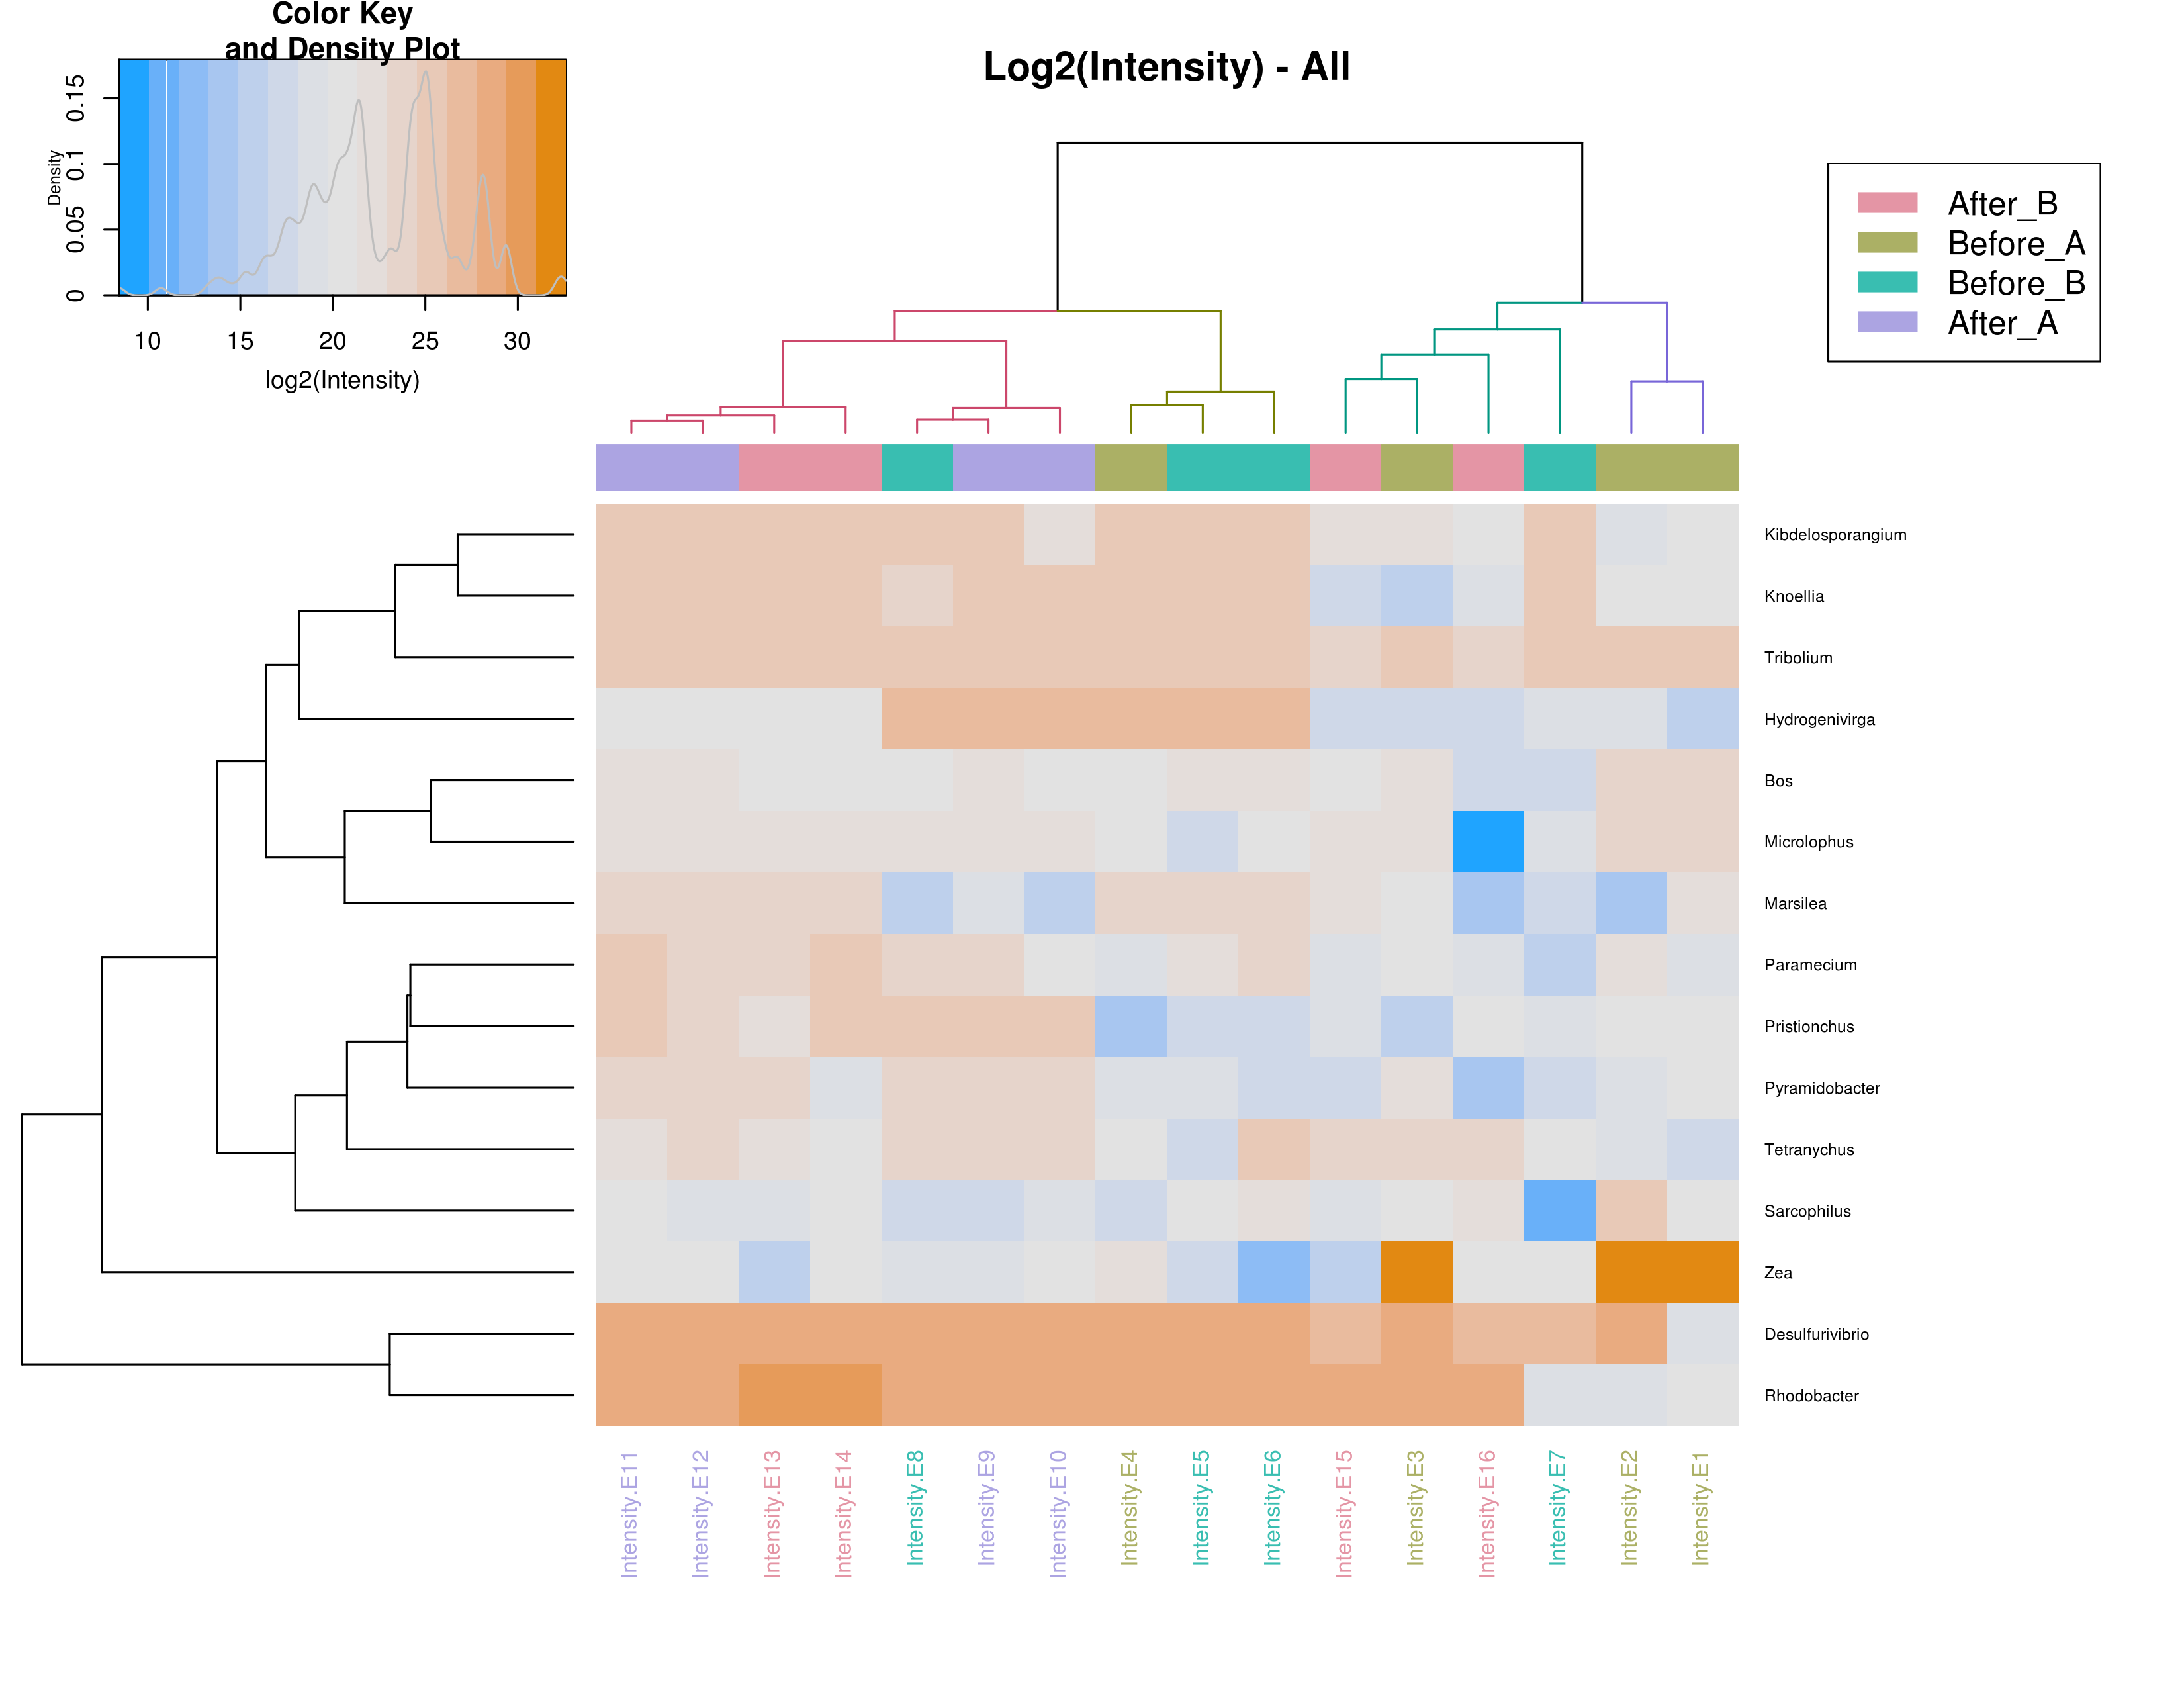 Color Key
and Density Plot
Log2(Intensity) - All
Density
0 0.05 0.1 0.15
10 15 20 25 30
log2(Intensity)
After_B
Before_A
Before_B
After_A
Kibdelosporangium
Knoellia
Tribolium
Hydrogenivirga
Bos
Microlophus
Marsilea
Paramecium
Pristionchus
Pyramidobacter
Tetranychus
Sarcophilus
Zea
Desulfurivibrio
Rhodobacter
Intensity.E11
Intensity.E12
Intensity.E13
Intensity.E14
Intensity.E8
Intensity.E9
Intensity.E10
Intensity.E4
Intensity.E5
Intensity.E6
Intensity.E15
Intensity.E3
Intensity.E16
Intensity.E7
Intensity.E2
Intensity.E1